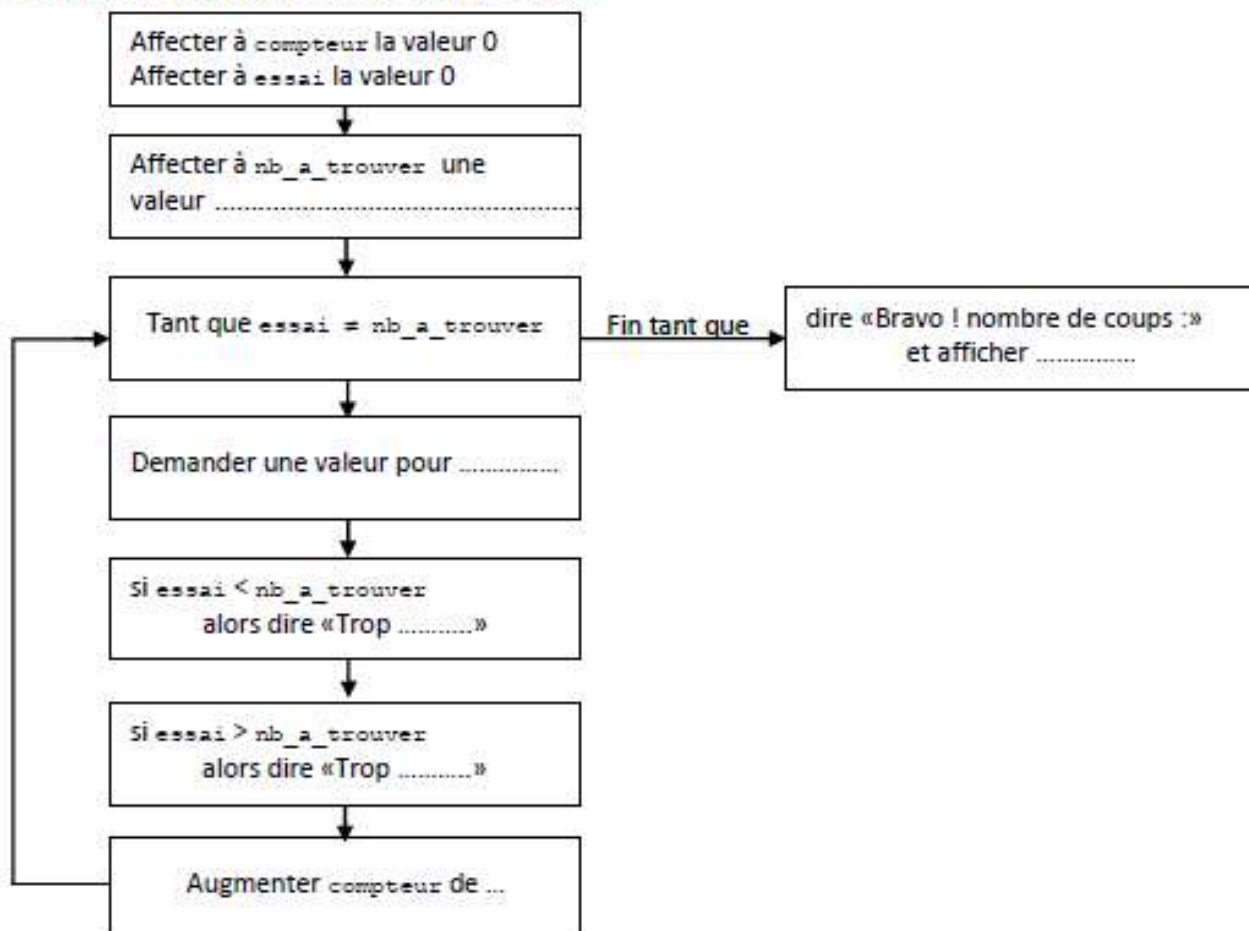 Affecter à compteur la valeur 0
Affecter à essai la valeur 0
Affecter à nb_a_trouver une
valeur ..................................................
Tant que essai ≠ nb_a_trouver
Fin tant que
dire «Bravo ! nombre de coups :»
et afficher ...............
Demander une valeur pour ...............
si essai < nb_a_trouver
alors dire «Trop ...........»
si essai > nb_a_trouver
alors dire «Trop ...........»
Augmenter compteur de ...